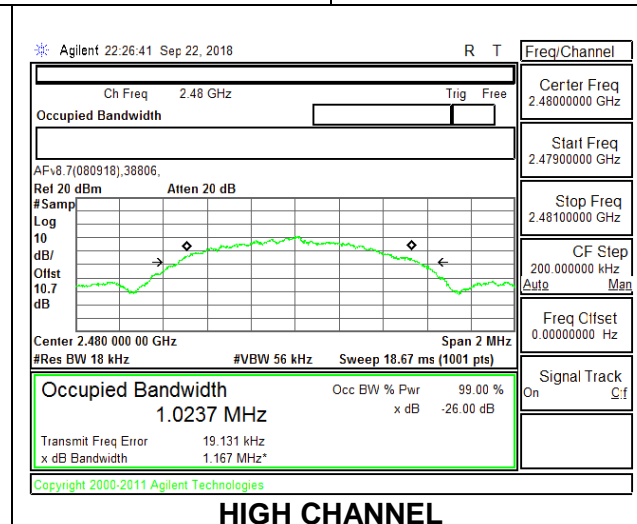 Agilent 22:26:41 Sep 22, 2018 R T
Freq/Channel
Ch Freq 2.48 GHz Trig Free
Occupied Bandwidth
Center Freq
2.48000000 GHz
Start Freq
2.47900000 GHz
Stop Freq
2.48100000 GHz
CF Step
200.000000 kHz
Auto Man
Freq Offset
0.00000000 Hz
Signal Track
On Off
AFv8.7(080918),38806,
Ref 20 dBm Atten 20 dB
#Samp
Log
10
dB/
Offst
10.7
dB
Center 2.480 000 00 GHz Span 2 MHz
#Res BW 18 kHz #VBW 56 kHz Sweep 18.67 ms (1001 pts)
Occupied Bandwidth Occ BW % Pwr 99.00 %
1.0237 MHz x dB -26.00 dB
Transmit Freq Error 19.131 kHz
x dB Bandwidth 1.167 MHz*
Copyright 2000-2011 Agilent Technologies
HIGH CHANNEL